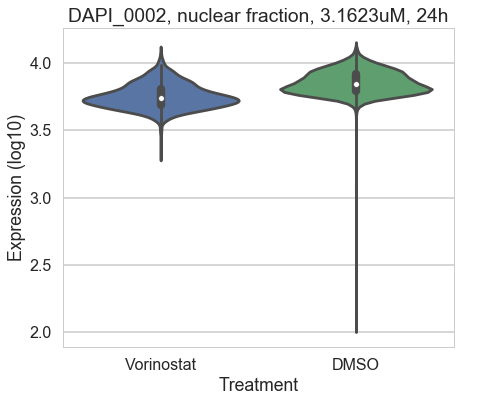 DAPI_0002, nuclear fraction, 3.1623uM, 24h
4.0
3.5
3.0
2.5
2.0
Expression (log10)
Vorinostat
DMSO
Treatment